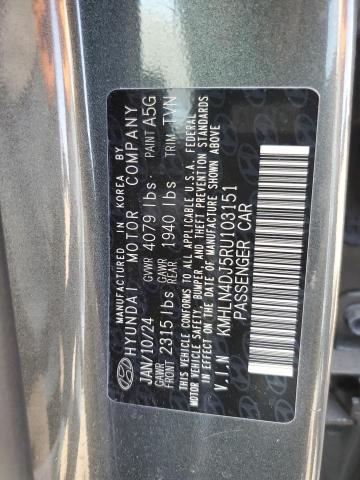 MANUFACTURED IN KOREA BY
HYUNDAI MOTOR COMPANY
JAN/10/24 GVWR 4079 lbs PAINT A5G
GAWR FRONT 2315 lbs GAWR REAR 1940 lbs TRIM TVN
THIS VEHICLE CONFORMS TO ALL APPLICABLE U.S.A. FEDERAL
MOTOR VEHICLE SAFETY, BUMPER, AND THEFT PREVENTION STANDARDS
IN EFFECT ON THE DATE OF MANUFACTURE SHOWN ABOVE
V.I.N KMHLN4DJ5RU103151
PASSENGER CAR